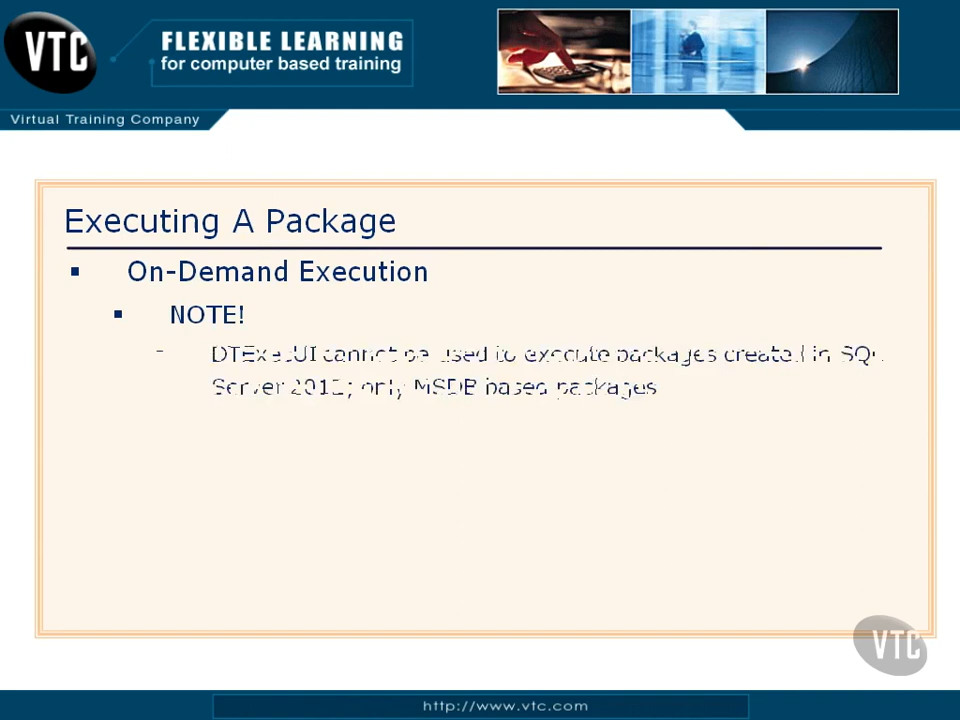 VTC
FLEXIBLE LEARNING
for computer based training
Virtual Training Company
Executing A Package
On-Demand Execution
NOTE!
- DTExecUI cannot be used to execute packages created in SQL
Server 2012; only MSDB based packages
VTC
http://www.vtc.com